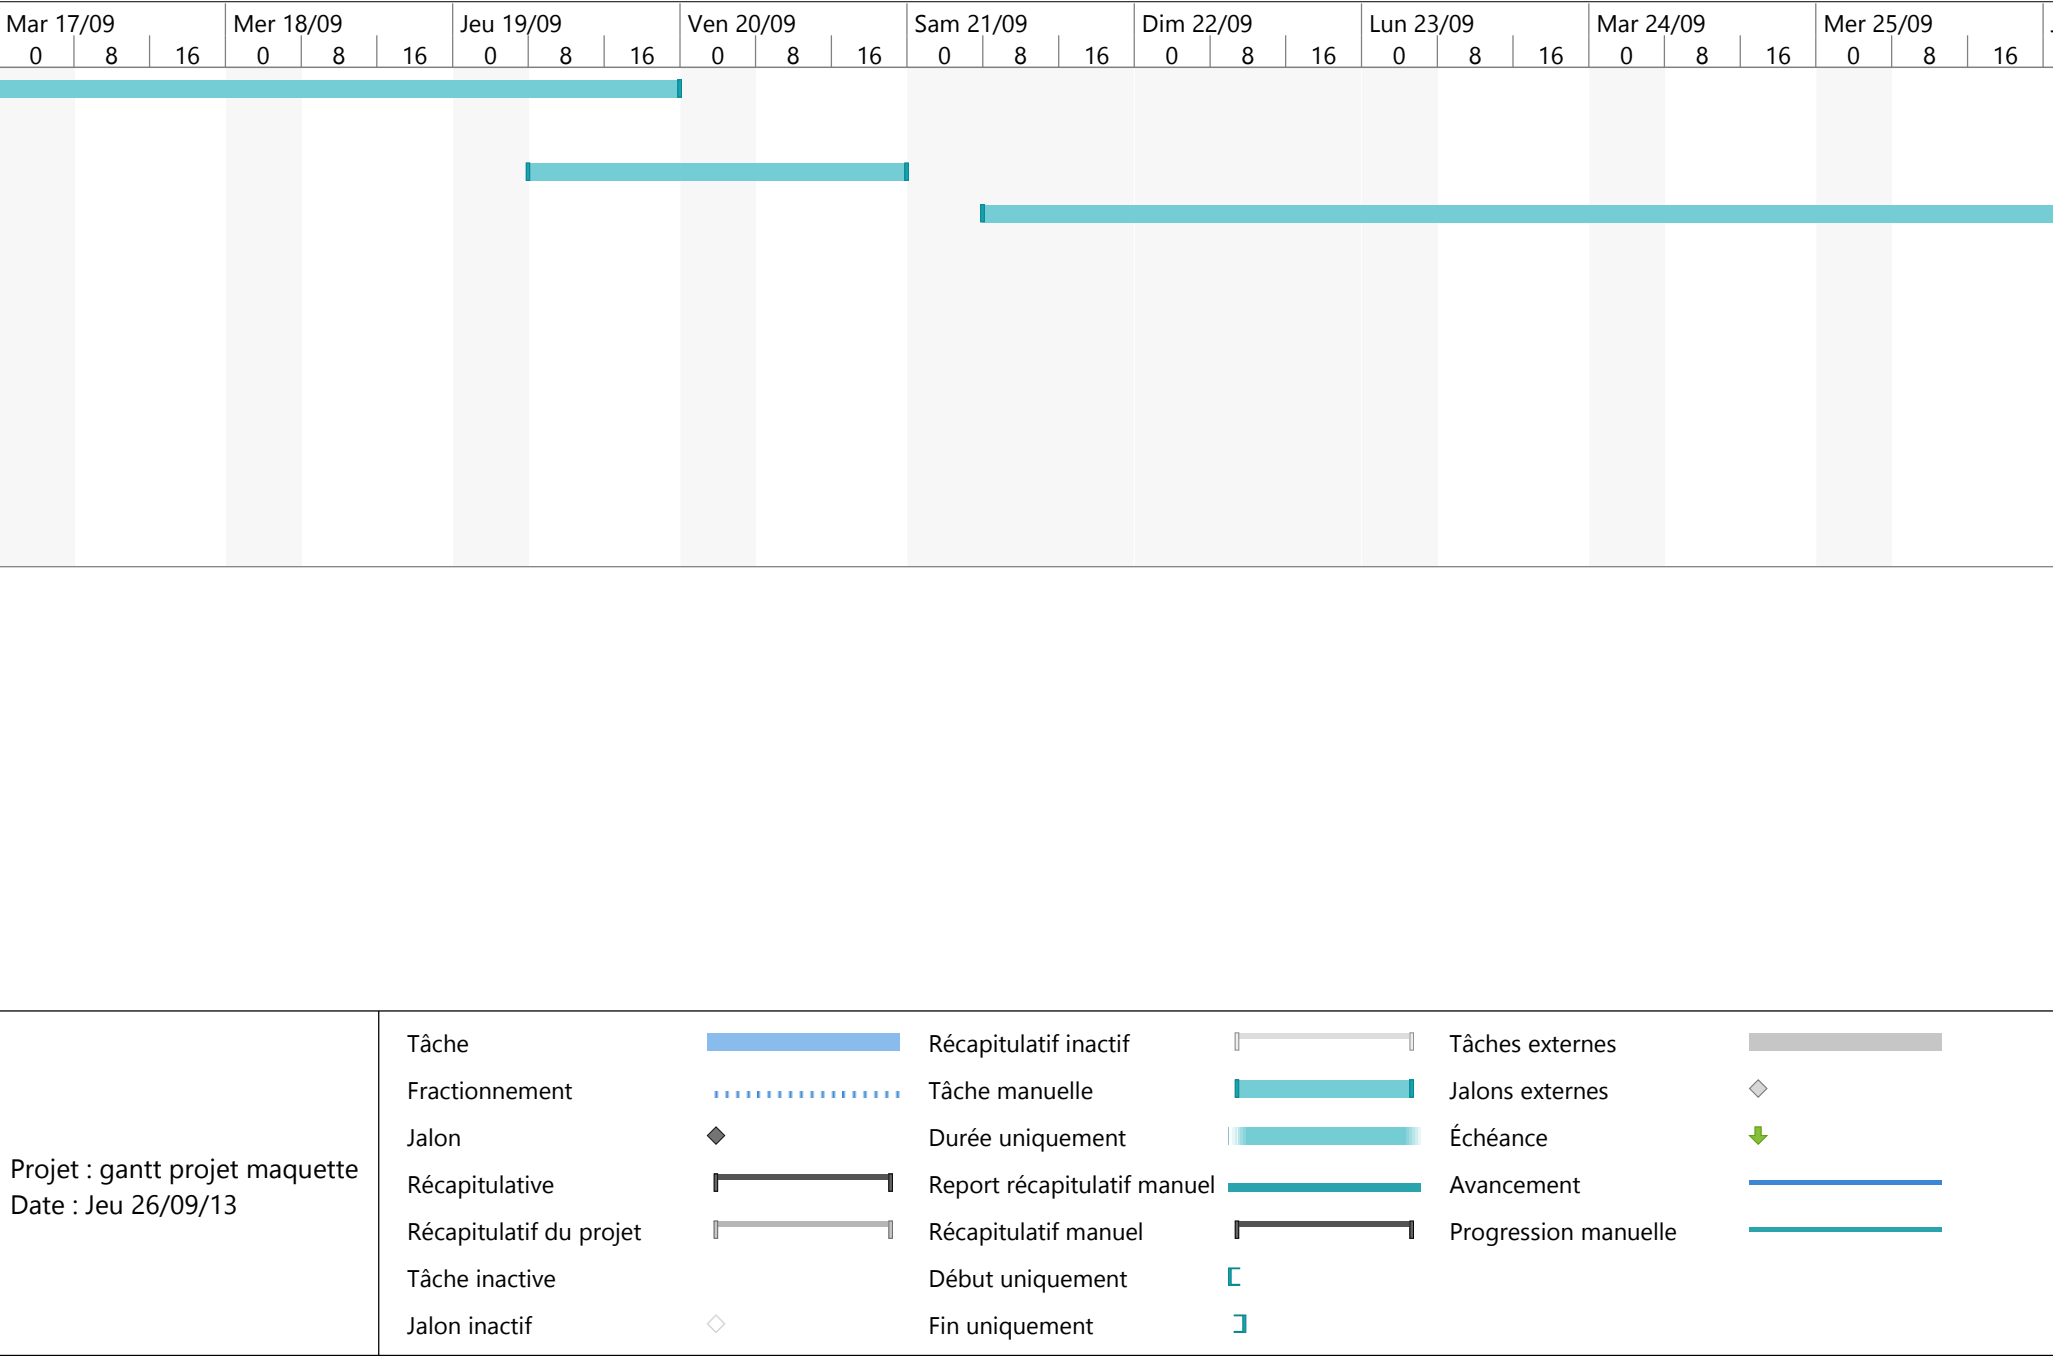 Mar 17/09 Mer 18/09 Jeu 19/09 Ven 20/09 Sam 21/09 Dim 22/09 Lun 23/09 Mar 24/09 Mer 25/09
0 8 16 0 8 16 0 8 16 0 8 16 0 8 16 0 8 16 0 8 16 0 8 16 0 8 16
Projet : gantt projet maquette
Date : Jeu 26/09/13
Tâche
Fractionnement
Jalon
Récapitulative
Récapitulatif du projet
Tâche inactive
Jalon inactif
Récapitulatif inactif
Tâche manuelle
Durée uniquement
Report récapitulatif manuel
Récapitulatif manuel
Début uniquement
Fin uniquement
Tâches externes
Jalons externes
Échéance
Avancement
Progression manuelle